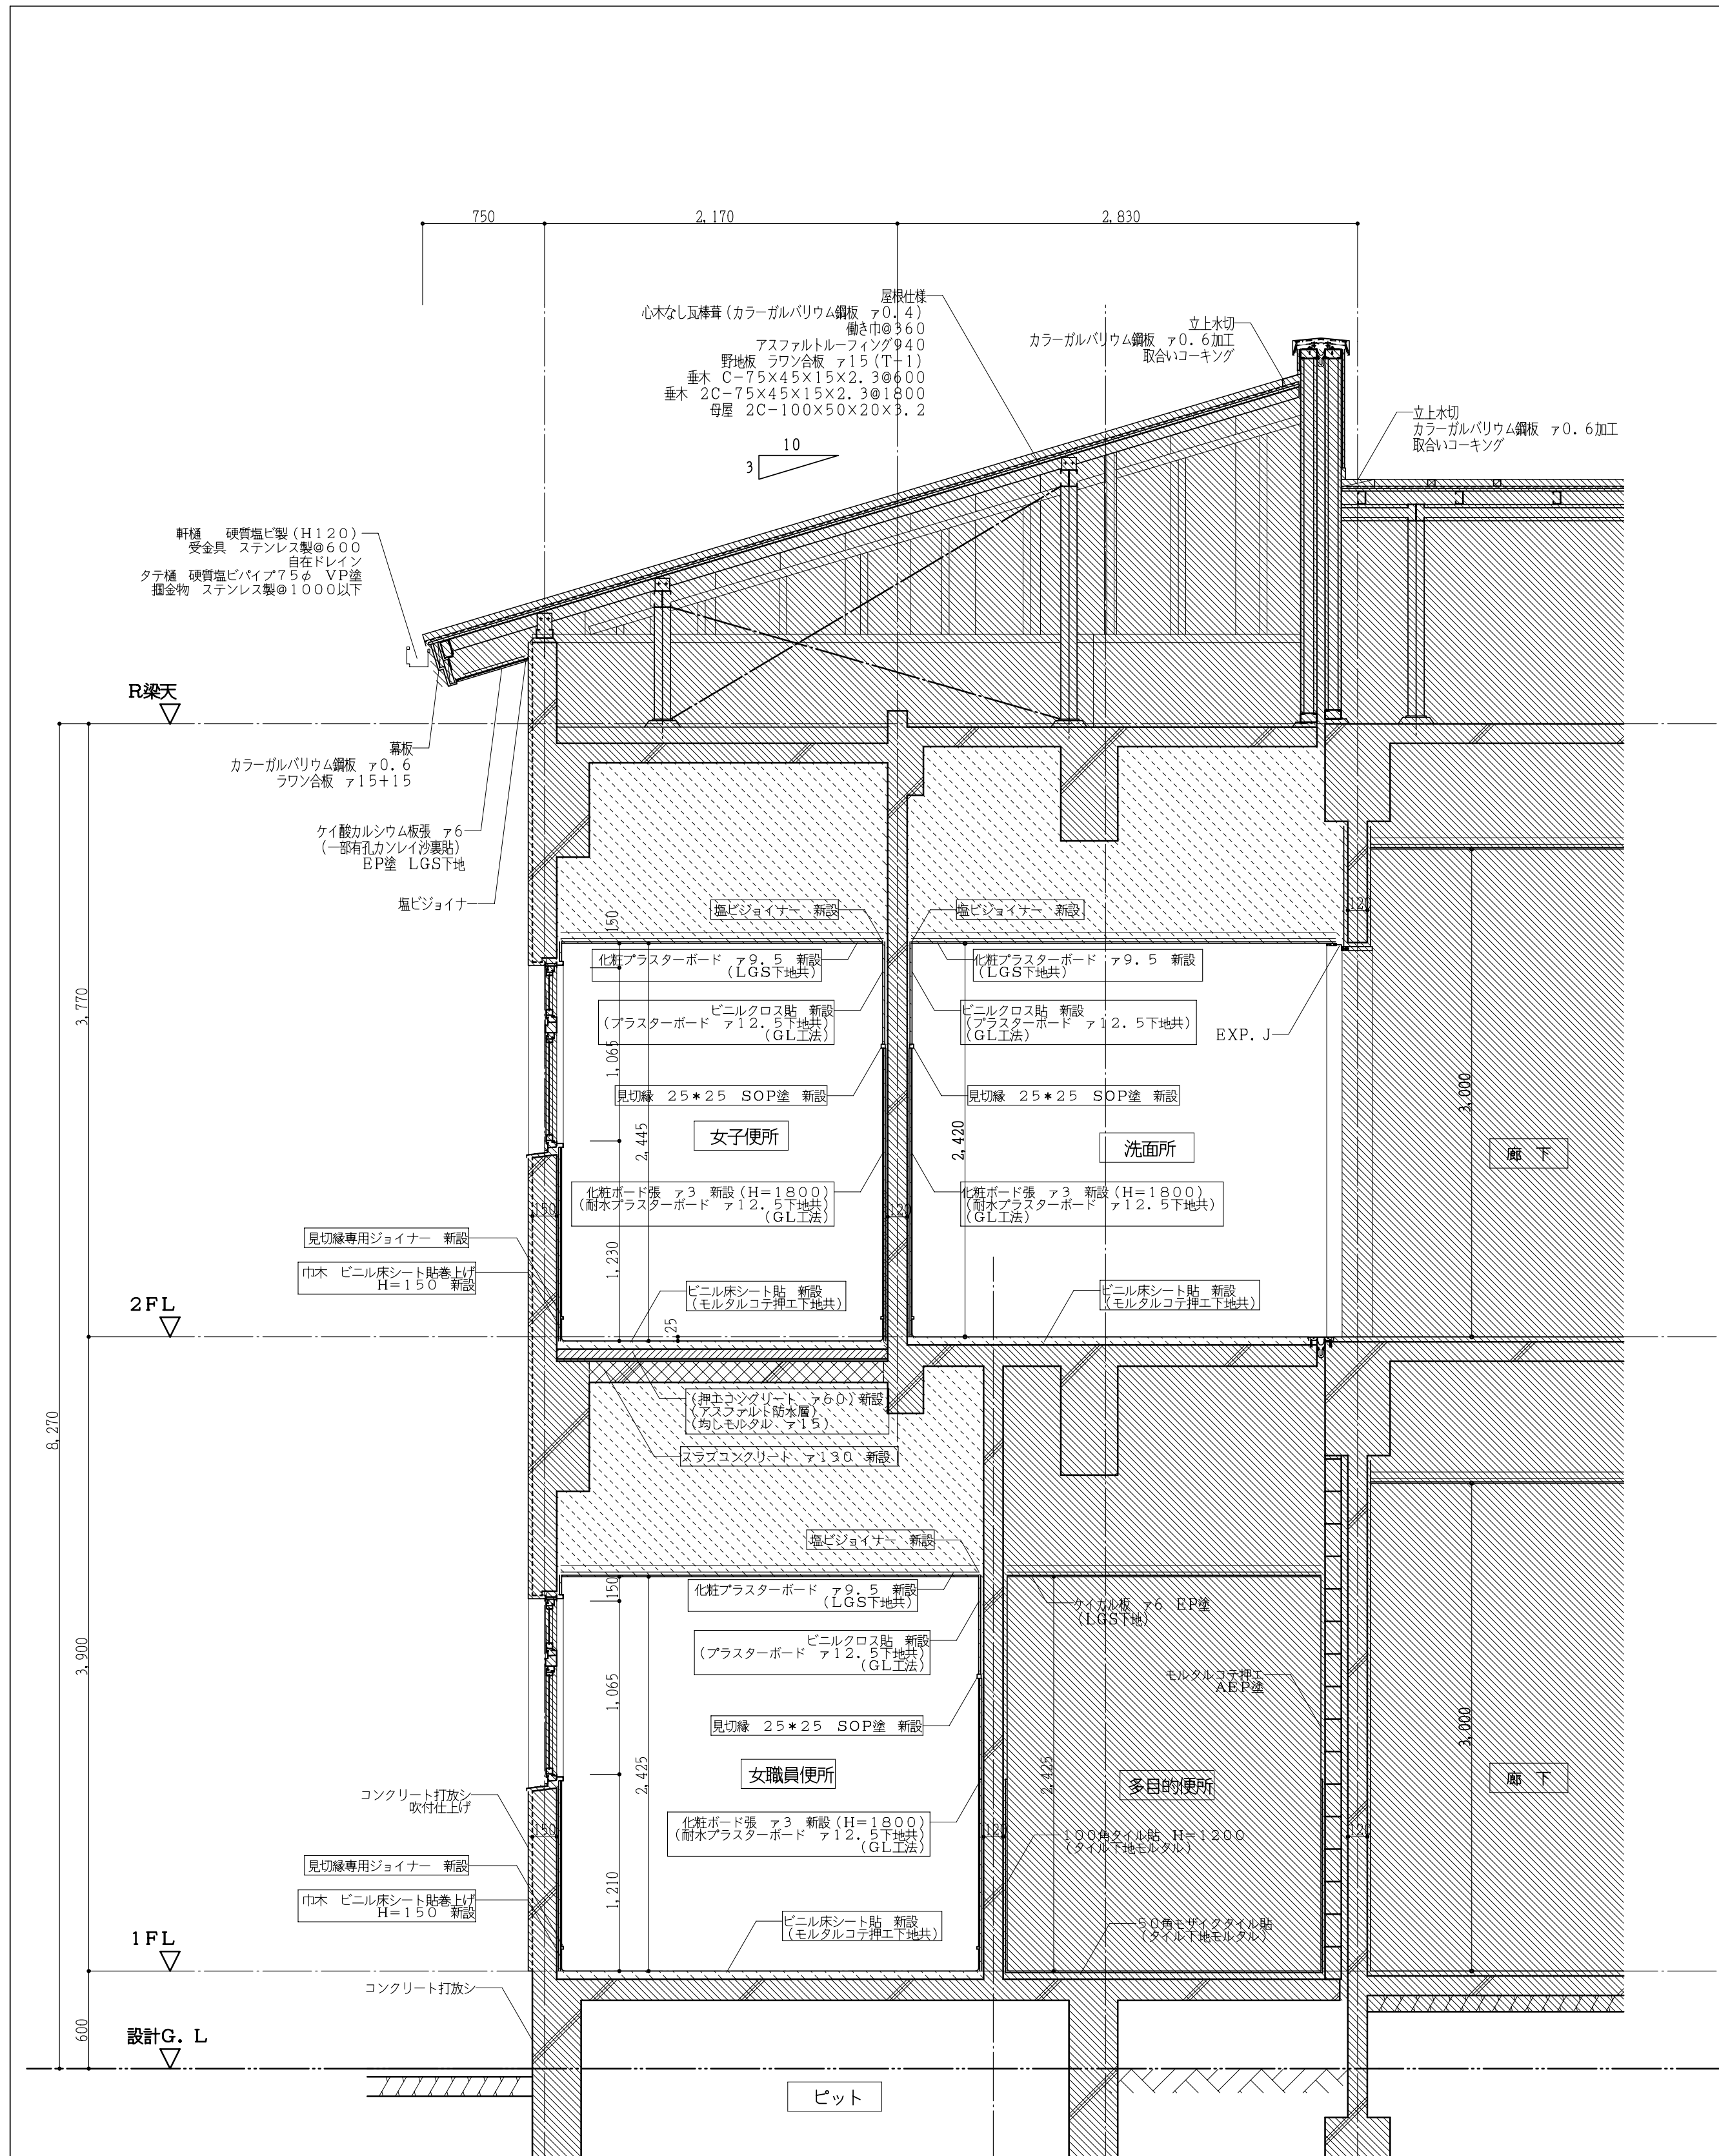 750
2,170
2,830
屋根仕様
心木なし瓦棒葺(カラーガルバリウム鋼板 ァ0.4)
働き巾@360
アスファルトルーフィング940
野地板 ラワン合板 ァ15(T-1)
垂木 C-75×45×15×2.3@600
垂木 2C-75×45×15×2.3@1800
母屋 2C-100×50×20×3.2
立上水切
カラーガルバリウム鋼板 ァ0.6加工
取合いコーキング
立上水切
カラーガルバリウム鋼板 ァ0.6加工
取合いコーキング
10
3
軒樋 硬質塩ビ製(H120)
受金具 ステンレス製@600
自在ドレイン
タテ樋 硬質塩ビパイプ75φ VP塗
掴金物 ステンレス製@1000以下
R梁天
幕板
カラーガルバリウム鋼板 ァ0.6
ラワン合板 ァ15+15
ケイ酸カルシウム板張 ァ6
(一部有孔カンレイ沙裏貼)
EP塗 LGS下地
塩ビジョイナー
塩ビジョイナー 新設
塩ビジョイナー 新設
120
150
化粧プラスターボード ァ9.5 新設
(LGS下地共)
化粧プラスターボード ァ9.5 新設
(LGS下地共)
ビニルクロス貼 新設
(プラスターボード ァ12.5下地共)
(GL工法)
ビニルクロス貼 新設
(プラスターボード ァ12.5下地共)
(GL工法)
EXP.J
3,770
1,065
見切縁 25*25 SOP塗 新設
見切縁 25*25 SOP塗 新設
3,000
2,445
女子便所
2,420
洗面所
廊 下
化粧ボード張 ァ3 新設(H=1800)
(耐水プラスターボード ァ12.5下地共)
(GL工法)
化粧ボード張 ァ3 新設(H=1800)
(耐水プラスターボード ァ12.5下地共)
(GL工法)
150
120
見切縁専用ジョイナー 新設
1,230
巾木 ビニル床シート貼巻上げ
H=150 新設
ビニル床シート貼 新設
(モルタルコテ押エ下地共)
ビニル床シート貼 新設
(モルタルコテ押エ下地共)
2FL
25
(押エコンクリート ァ60)新設
(アスファルト防水層)
(均しモルタル ァ15)
8,270
スラブコンクリート ァ130 新設
塩ビジョイナー 新設
150
化粧プラスターボード ァ9.5 新設
(LGS下地共)
ケイカル板 ァ6 EP塗
(LGS下地)
ビニルクロス貼 新設
(プラスターボード ァ12.5下地共)
(GL工法)
3,900
1,065
モルタルコテ押エ
AEP塗
見切縁 25*25 SOP塗 新設
3,000
2,425
女職員便所
2,425
多目的便所
廊 下
コンクリート打放シ
吹付仕上げ
化粧ボード張 ァ3 新設(H=1800)
(耐水プラスターボード ァ12.5下地共)
(GL工法)
150
120
100角タイル貼 H=1200
(タイル下地モルタル)
120
見切縁専用ジョイナー 新設
1,210
巾木 ビニル床シート貼巻上げ
H=150 新設
ビニル床シート貼 新設
(モルタルコテ押エ下地共)
50角モザイクタイル貼
(タイル下地モルタル)
1FL
コンクリート打放シ
600
設計G.L
ピット